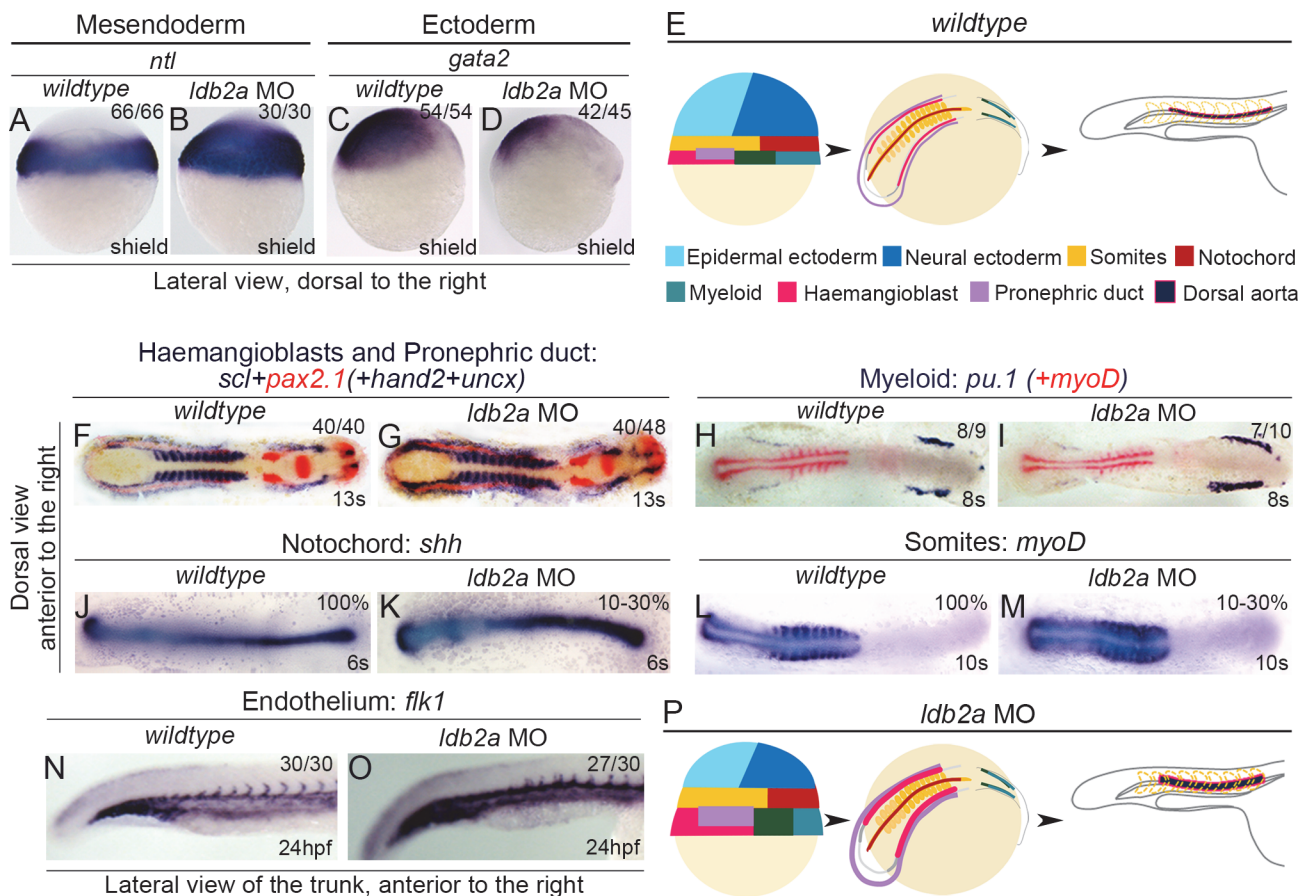 Mesendoderm
Ectoderm
ntl
gata2
wildtype
ldb2a MO
wildtype
ldb2a MO
A
66/66
B
30/30
C
54/54
D
42/45
shield
shield
shield
shield
Lateral view, dorsal to the right
E
wildtype
Epidermal ectoderm
Neural ectoderm
Somites
Notochord
Myeloid
Haemangioblast
Pronephric duct
Dorsal aorta
Haemangioblasts and Pronephric duct:
scl+pax2.1(+hand2+uncx)
wildtype
ldb2a MO
F
40/40
G
40/48
13s
13s
Myeloid: pu.1 (+myoD)
wildtype
ldb2a MO
H
8/9
I
7/10
8s
8s
Dorsal view
anterior to the right
Notochord: shh
wildtype
ldb2a MO
J
100%
K
10-30%
6s
6s
Somites: myoD
wildtype
ldb2a MO
L
100%
M
10-30%
10s
10s
Endothelium: flk1
wildtype
ldb2a MO
N
30/30
O
27/30
24hpf
24hpf
Lateral view of the trunk, anterior to the right
P
ldb2a MO